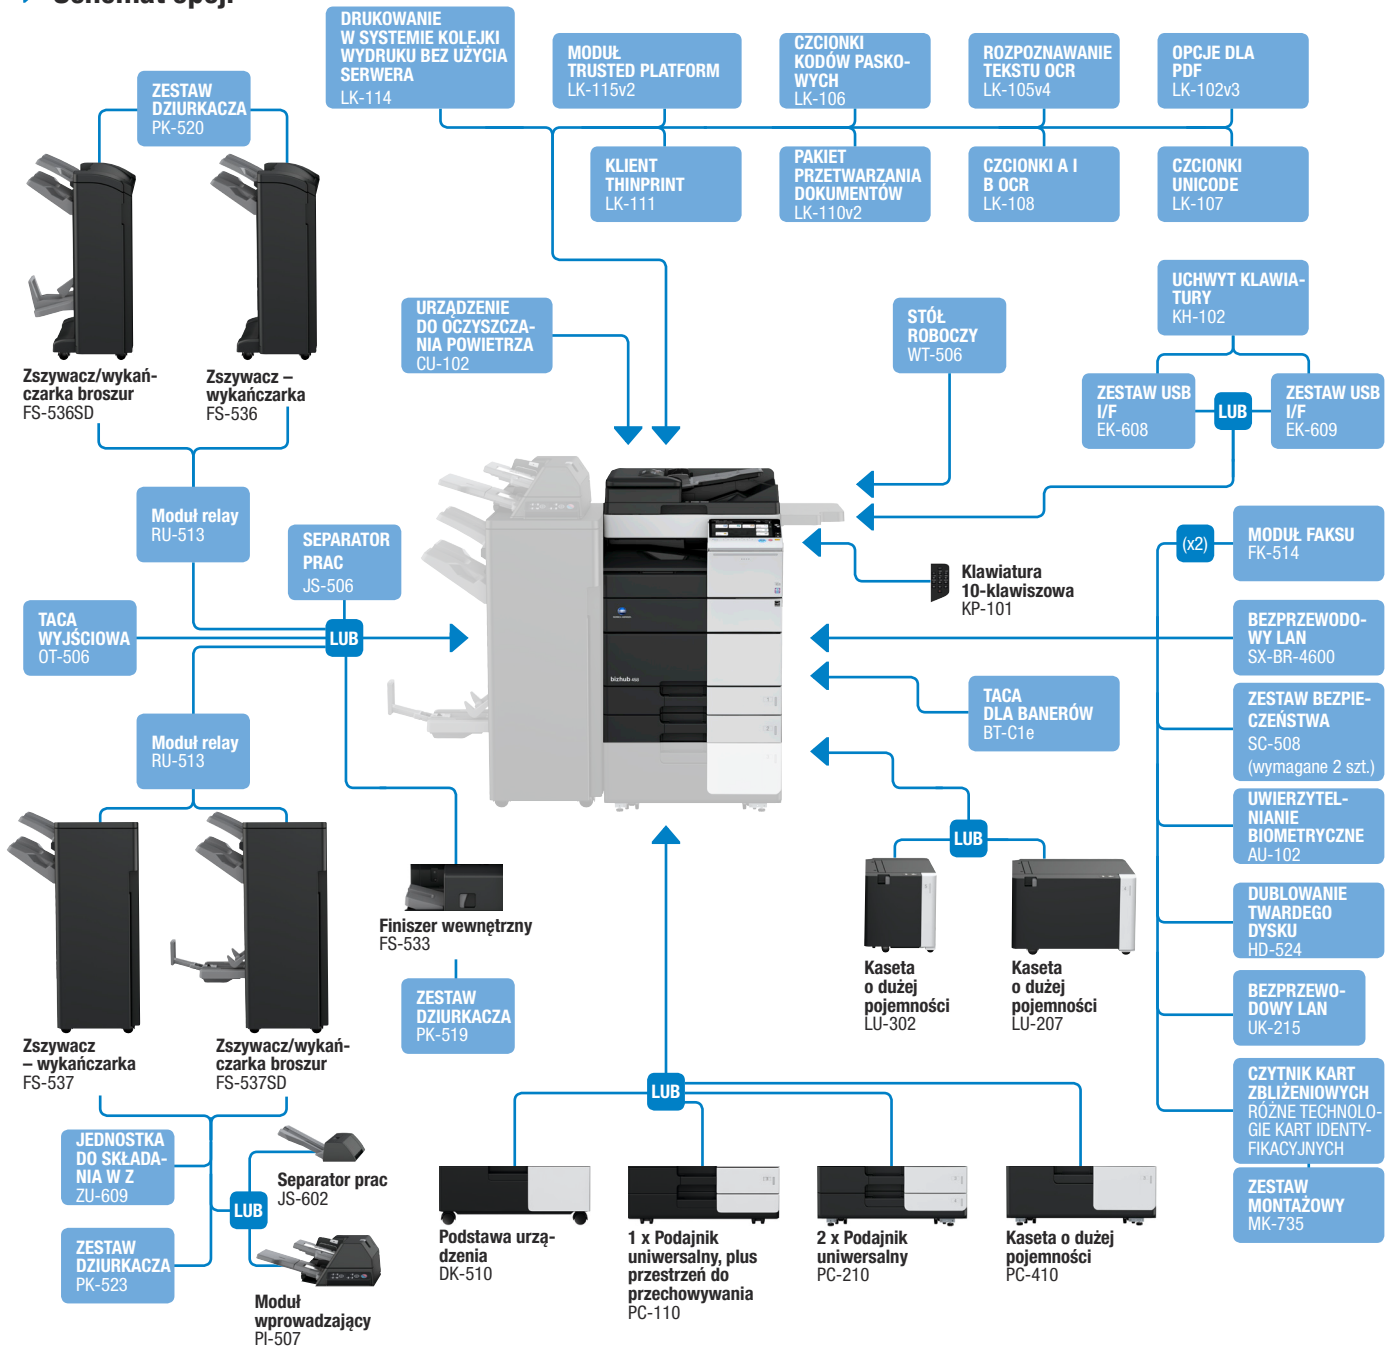 DRUKOWANIE
W SYSTEMIE KOLEJKI
WYDRUKU BEZ UŻYCIA
SERWERA
LK-114
MODUŁ
TRUSTED PLATFORM
LK-115v2
CZCIONKI
KODÓW PASKO-
WYCH
LK-106
ROZPOZNAWANIE
TEKSTU OCR
LK-105v4
OPCJE DLA
PDF
LK-102v3
ZESTAW
DZIURKACZA
PK-520
KLIENT
THINPRINT
LK-111
PAKIET
PRZETWARZANIA
DOKUMENTÓW
LK-110v2
CZCIONKI A I
B OCR
LK-108
CZCIONKI
UNICODE
LK-107
Zszywacz/wykań-
czarka broszur
FS-536SD
Zszywacz –
wykańczarka
FS-536
URZĄDZENIE
DO OCZYSZCZA-
NIA POWIETRZA
CU-102
STÓŁ
ROBOCZY
WT-506
UCHWYT KLAWIA-
TURY
KH-102
ZESTAW USB
I/F
EK-608
LUB
ZESTAW USB
I/F
EK-609
Moduł relay
RU-513
SEPARATOR
PRAC
JS-506
TACA
WYJŚCIOWA
OT-506
LUB
Klawiatura
10-klawiszowa
KP-101
(x2)
MODUŁ FAKSU
FK-514
BEZPRZEWODO-
WY LAN
SX-BR-4600
bizhub
TACA
DLA BANERÓW
BT-C1e
ZESTAW BEZPIE-
CZEŃSTWA
SC-508
(wymagane 2 szt.)
Moduł relay
RU-513
UWIERZYTEL-
NIANIE
BIOMETRYCZNE
AU-102
LUB
DUBLOWANIE
TWARDEGO
DYSKU
HD-524
Finiszer wewnętrzny
FS-533
Kaseta
o dużej
pojemności
LU-302
Kaseta
o dużej
pojemności
LU-207
BEZPRZEWO-
DOWY LAN
UK-215
ZESTAW
DZIURKACZA
PK-519
Zszywacz
– wykańczarka
FS-537
Zszywacz/wykań-
czarka broszur
FS-537SD
CZYTNIK KART
ZBLIŻENIOWYCH
RÓŻNE TECHNOLO-
GIE KART IDENTY-
FIKACYJNYCH
LUB
JEDNOSTKA
DO SKŁADA-
NIA W Z
ZU-609
Separator prac
JS-602
LUB
ZESTAW
MONTAŻOWY
MK-735
ZESTAW
DZIURKACZA
PK-523
Moduł
wprowadzający
PI-507
Podstawa urzą-
dzenia
DK-510
1 x Podajnik
uniwersalny, plus
przestrzeń do
przechowywania
PC-110
2 x Podajnik
uniwersalny
PC-210
Kaseta o dużej
pojemności
PC-410